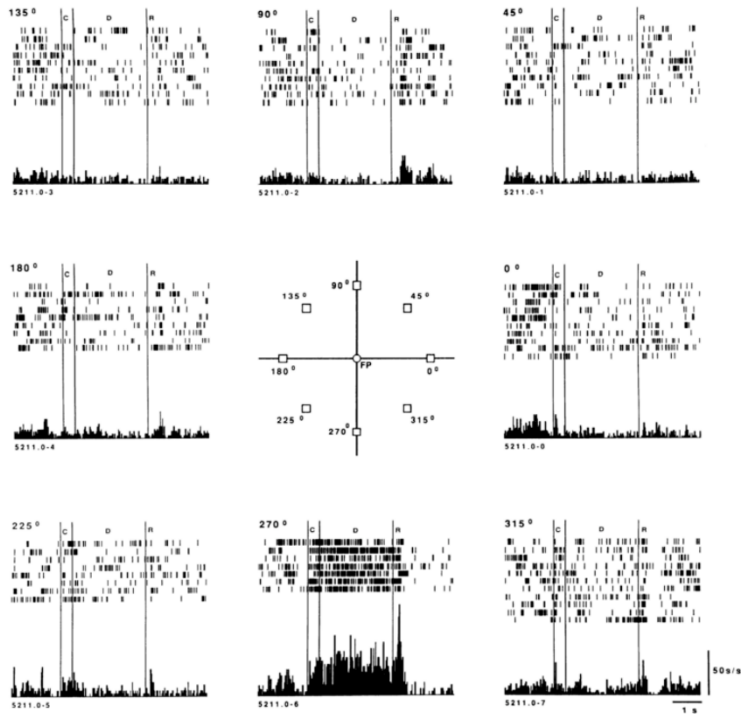 135°
C D R
5211.0-3
90°
C D R
5211.0-2
45°
C D R
5211.0-1
180°
C D R
5211.0-4
90°
135° 45°
180° FP 0°
225° 315°
270°
0°
C D R
5211.0-0
225°
C D R
5211.0-5
270°
C D R
5211.0-6
315°
C D R
5211.0-7
50s/s
1 s